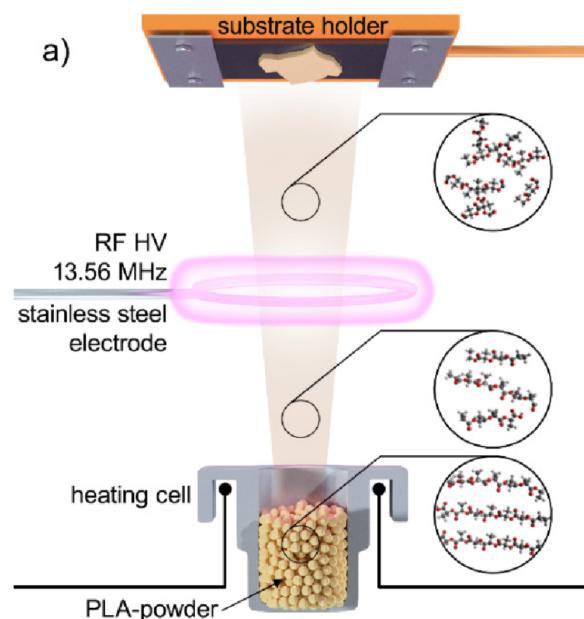 substrate holder
a)
RF HV
13.56 MHz
stainless steel
electrode
heating cell
PLA-powder